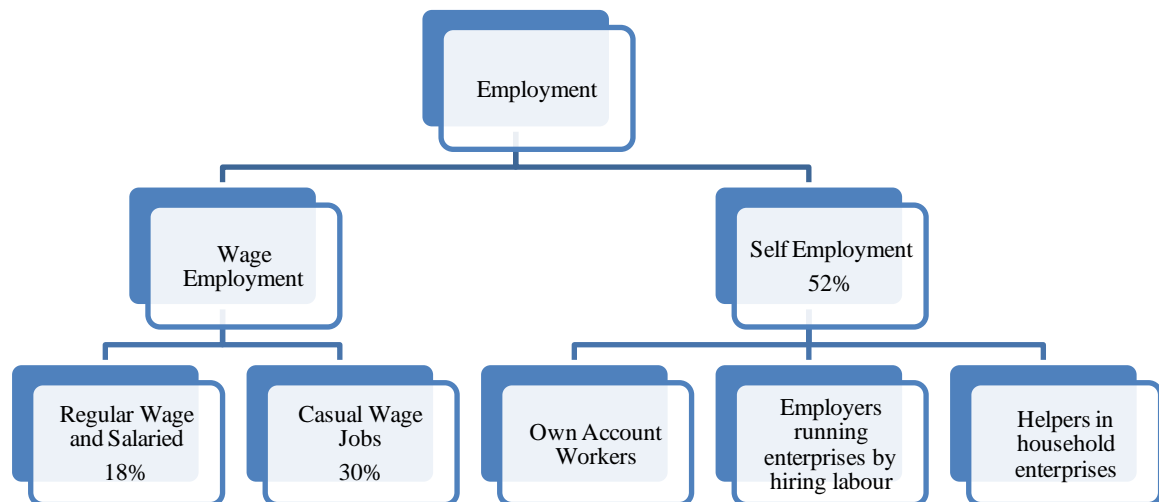 Employment
Wage
Employment
Self Employment
52%
Regular Wage
and Salaried
18%
Casual Wage
Jobs
30%
Own Account
Workers
Employers
running
enterprises by
hiring labour
Helpers in
household
enterprises